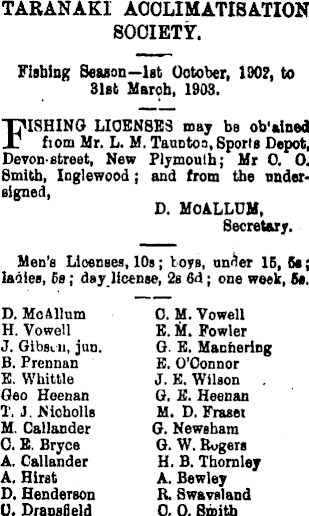 TARANAKI ACCLIMATISATION
SOCIETY.
Fishing Season—1st October, 1902, to
31st March, 1903.
FISHING LICENSES may be ob'ained
from Mr. L. M. Taunton, Sports Depot,
Devon-street, New Plymouth; Mr C. O.
Smith, Inglewood; and from the under-
signed,
D. McALLUM,
Secretary.
Men's Licenses, 10s; boys, under 15, 5s;
ladies, 5s; day license, 2s 6d; one week, 5s.
D. McAllum
H. Vowell
J. Gibson, jun.
B. Prennan
E. Whittle
Geo Heenan
T. J. Nicholls
M. Callander
C. E. Bryce
A. Callander
A. Hirst
D. Henderson
C. Dransfield
C. M. Vowell
E. M. Fowler
G. E. Mannering
E. O'Connor
J. E. Wilson
G. E. Heenan
M. D. Fraser
G. Newsham
G. W. Rogers
H. B. Thornley
A. Bewley
R. Swavsland
C. O. Smith